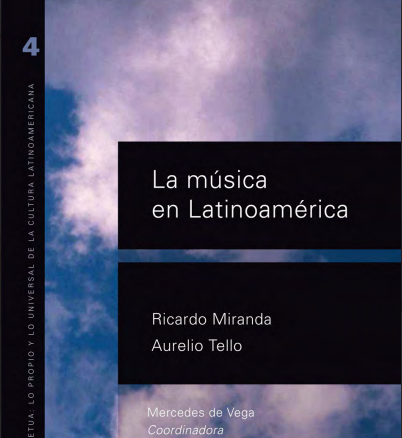 4
ETUA: LO PROPIO Y LO UNIVERSAL DE LA CULTURA LATINOAMERICANA
La música
en Latinoamérica
Ricardo Miranda
Aurelio Tello
Mercedes de Vega
Coordinadora